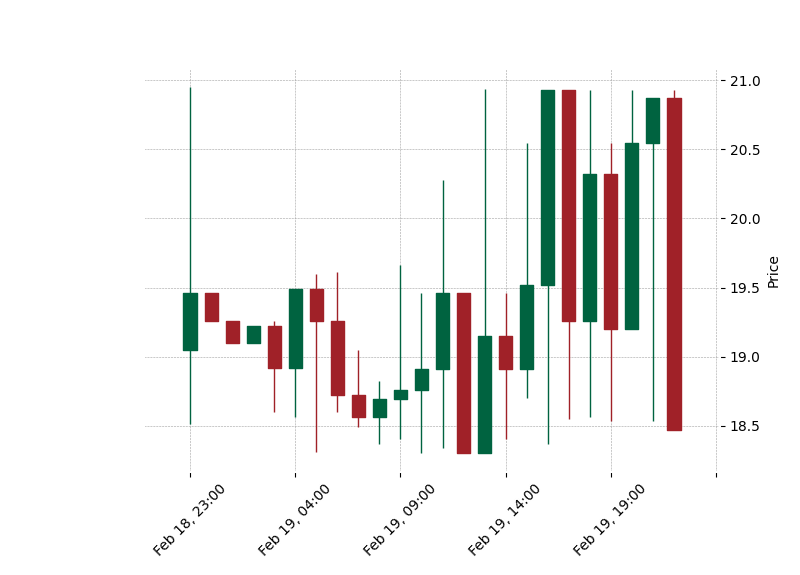 21.0
20.5
20.0
19.5
19.0
18.5
Price
Feb 18, 23:00
Feb 19, 04:00
Feb 19, 09:00
Feb 19, 14:00
Feb 19, 19:00